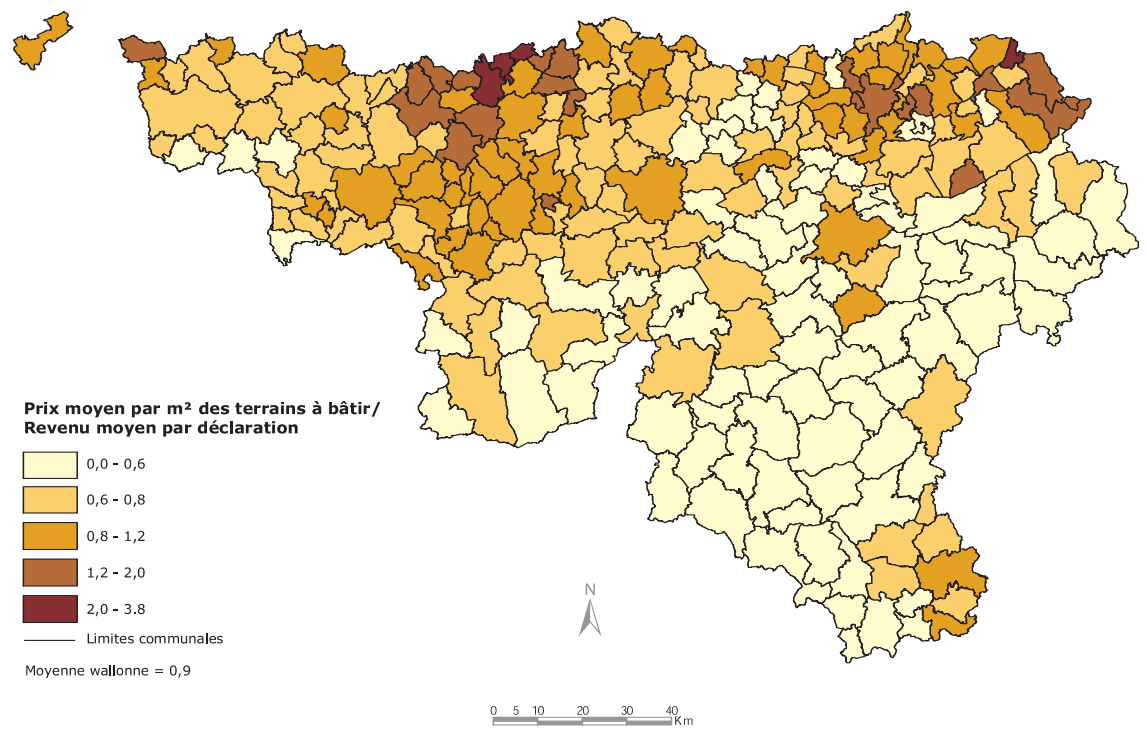 Prix moyen par m² des terrains à bâtir/
Revenu moyen par déclaration
0,0 - 0,6
0,6 - 0,8
0,8 - 1,2
1,2 - 2,0
2,0 - 3.8
Limites communales
Moyenne wallonne = 0,9
N
0 5 10 20 30 40
Km